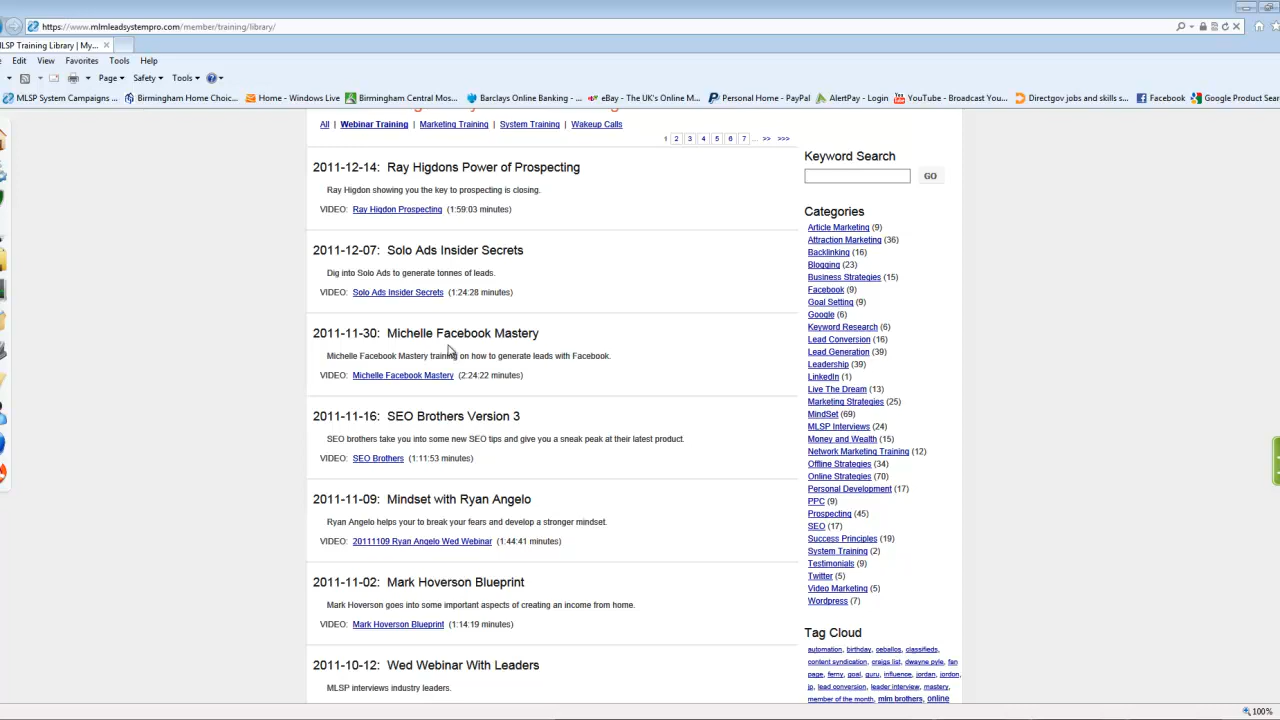 https://www.mlmleadsystempro.com/member/training/library/
MLSP Training Library | My...
Edit View Favorites Tools Help
Page Safety Tools
MLSP System Campaigns ... Birmingham Home Choic... Home - Windows Live Birmingham Central Mos... Barclays Online Banking - ... eBay - The UK's Online M... Personal Home - PayPal AlertPay - Login YouTube - Broadcast Yo... Directgov jobs and skills s... Facebook Google Product Sear
All | Webinar Training | Marketing Training | System Training | Wakeup Calls
1 2 3 4 5 6 7 ... >> >>>
2011-12-14: Ray Higdons Power of Prospecting
Ray Higdon showing you the key to prospecting is closing.
VIDEO: Ray Higdon Prospecting (1:59:03 minutes)
2011-12-07: Solo Ads Insider Secrets
Dig into Solo Ads to generate tonnes of leads.
VIDEO: Solo Ads Insider Secrets (1:24:28 minutes)
2011-11-30: Michelle Facebook Mastery
Michelle Facebook Mastery training on how to generate leads with Facebook.
VIDEO: Michelle Facebook Mastery (2:24:22 minutes)
2011-11-16: SEO Brothers Version 3
SEO brothers take you into some new SEO tips and give you a sneak peak at their latest product.
VIDEO: SEO Brothers (1:11:53 minutes)
2011-11-09: Mindset with Ryan Angelo
Ryan Angelo helps your to break your fears and develop a stronger mindset.
VIDEO: 20111109 Ryan Angelo Wed Webinar (1:44:41 minutes)
2011-11-02: Mark Hoverson Blueprint
Mark Hoverson goes into some important aspects of creating an income from home.
VIDEO: Mark Hoverson Blueprint (1:14:19 minutes)
2011-10-12: Wed Webinar With Leaders
MLSP interviews industry leaders.
Keyword Search
GO
Categories
Article Marketing (9)
Attraction Marketing (36)
Backlinking (16)
Blogging (23)
Business Strategies (15)
Facebook (9)
Goal Setting (9)
Google (6)
Keyword Research (6)
Lead Conversion (16)
Lead Generation (39)
Leadership (39)
LinkedIn (1)
Live The Dream (13)
Marketing Strategies (25)
MindSet (69)
MLSP Interviews (24)
Money and Wealth (15)
Network Marketing Training (12)
Offline Strategies (34)
Online Strategies (70)
Personal Development (17)
PPC (9)
Prospecting (45)
SEO (17)
Success Principles (19)
System Training (2)
Testimonials (9)
Twitter (5)
Video Marketing (5)
Wordpress (7)
Tag Cloud
automation, birthday, ceballos, classifieds,
content syndication, craigs list, dwayne pyle, fan
page, ferny, goal, guru, influence, jordan, jordon,
jp, lead conversion, leader interview, mastery,
member of the month, mlm brothers, online
100%